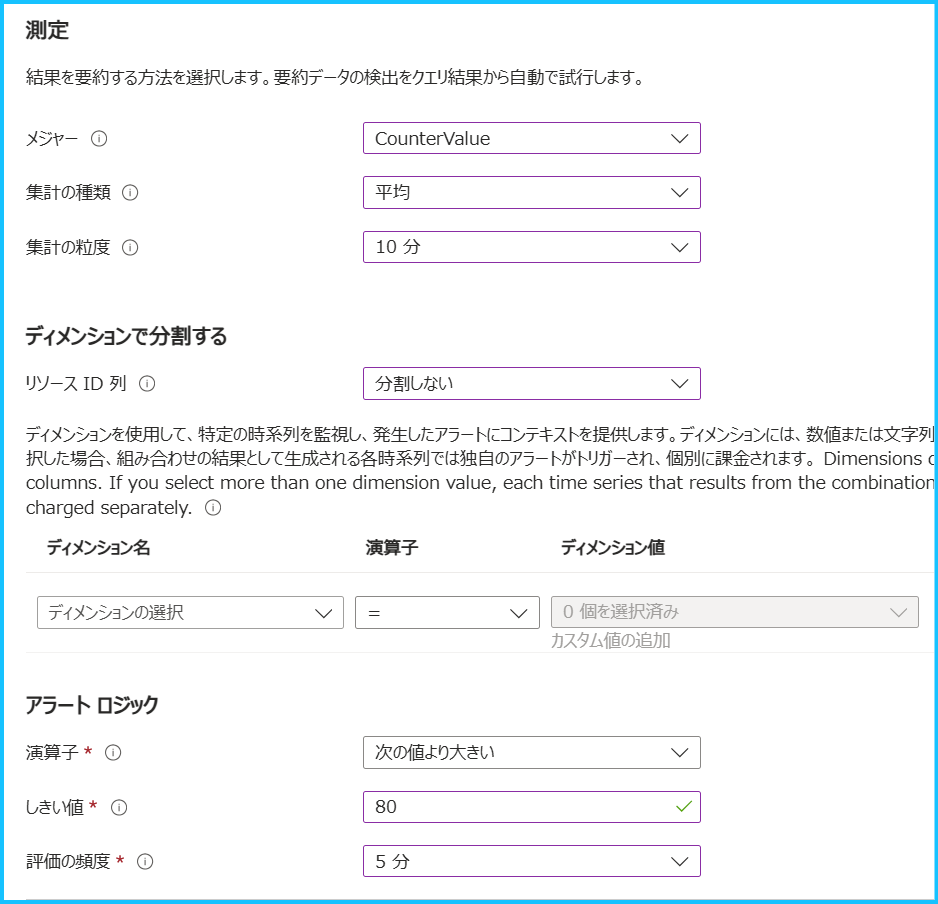 測定
結果を要約する方法を選択します。要約データの検出をクエリ結果から自動で試行します。
メジャー
CounterValue
集計の種類
平均
集計の粒度
10 分
ディメンションで分割する
リソース ID 列
分割しない
ディメンションを使用して、特定の時系列を監視し、発生したアラートにコンテキストを提供します。ディメンションには、数値または文字列
択した場合、組み合わせの結果として生成される各時系列では独自のアラートがトリガーされ、個別に課金されます。 Dimensions c
columns. If you select more than one dimension value, each time series that results from the combination
charged separately.
ディメンション名 演算子 ディメンション値
ディメンションの選択 = 0 個を選択済み
カスタム値の追加
アラート ロジック
演算子 *
次の値より大きい
しきい値 *
80
評価の頻度 *
5 分